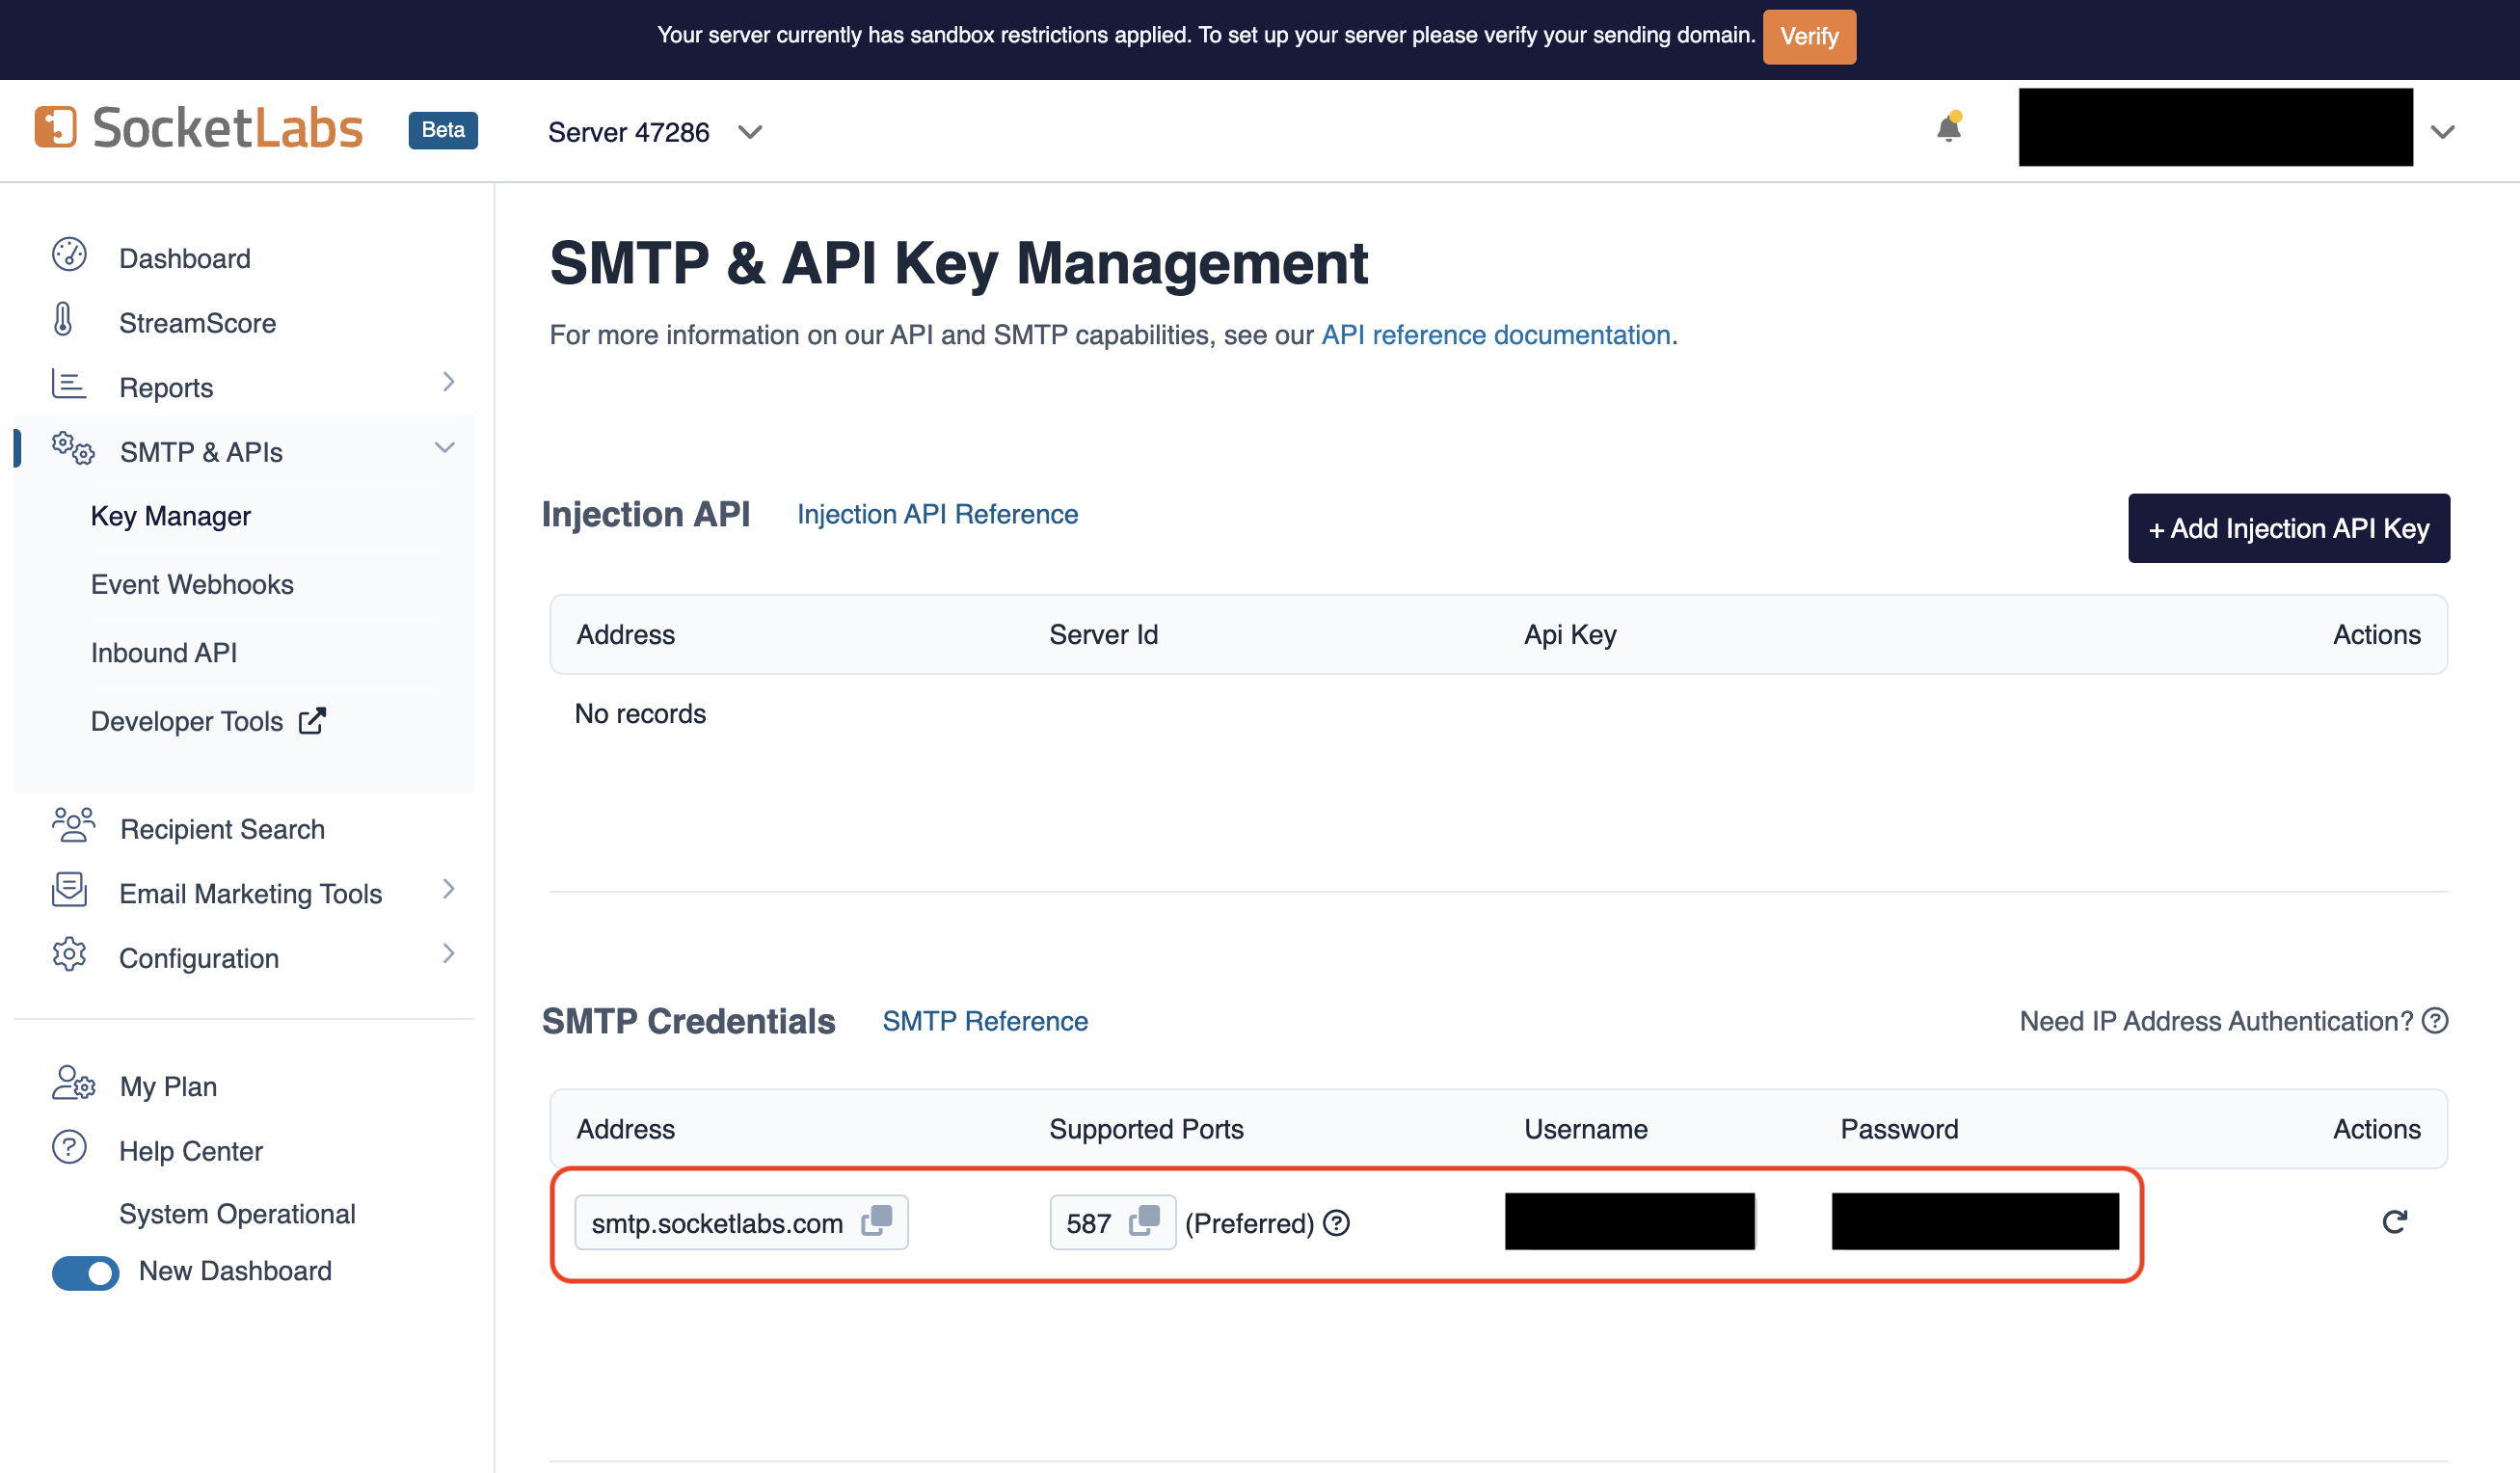 Your server currently has sandbox restrictions applied. To set up your server please verify your sending domain. Verify
SocketLabs Beta Server 47286
Dashboard
StreamScore
Reports
SMTP & APIs
Key Manager
Event Webhooks
Inbound API
Developer Tools
Recipient Search
Email Marketing Tools
Configuration
My Plan
Help Center
System Operational
New Dashboard
SMTP & API Key Management
For more information on our API and SMTP capabilities, see our API reference documentation.
Injection API Injection API Reference + Add Injection API Key
Address Server Id Api Key Actions
No records
SMTP Credentials SMTP Reference Need IP Address Authentication? ?
Address Supported Ports Username Password Actions
smtp.socketlabs.com 587 (Preferred) ?